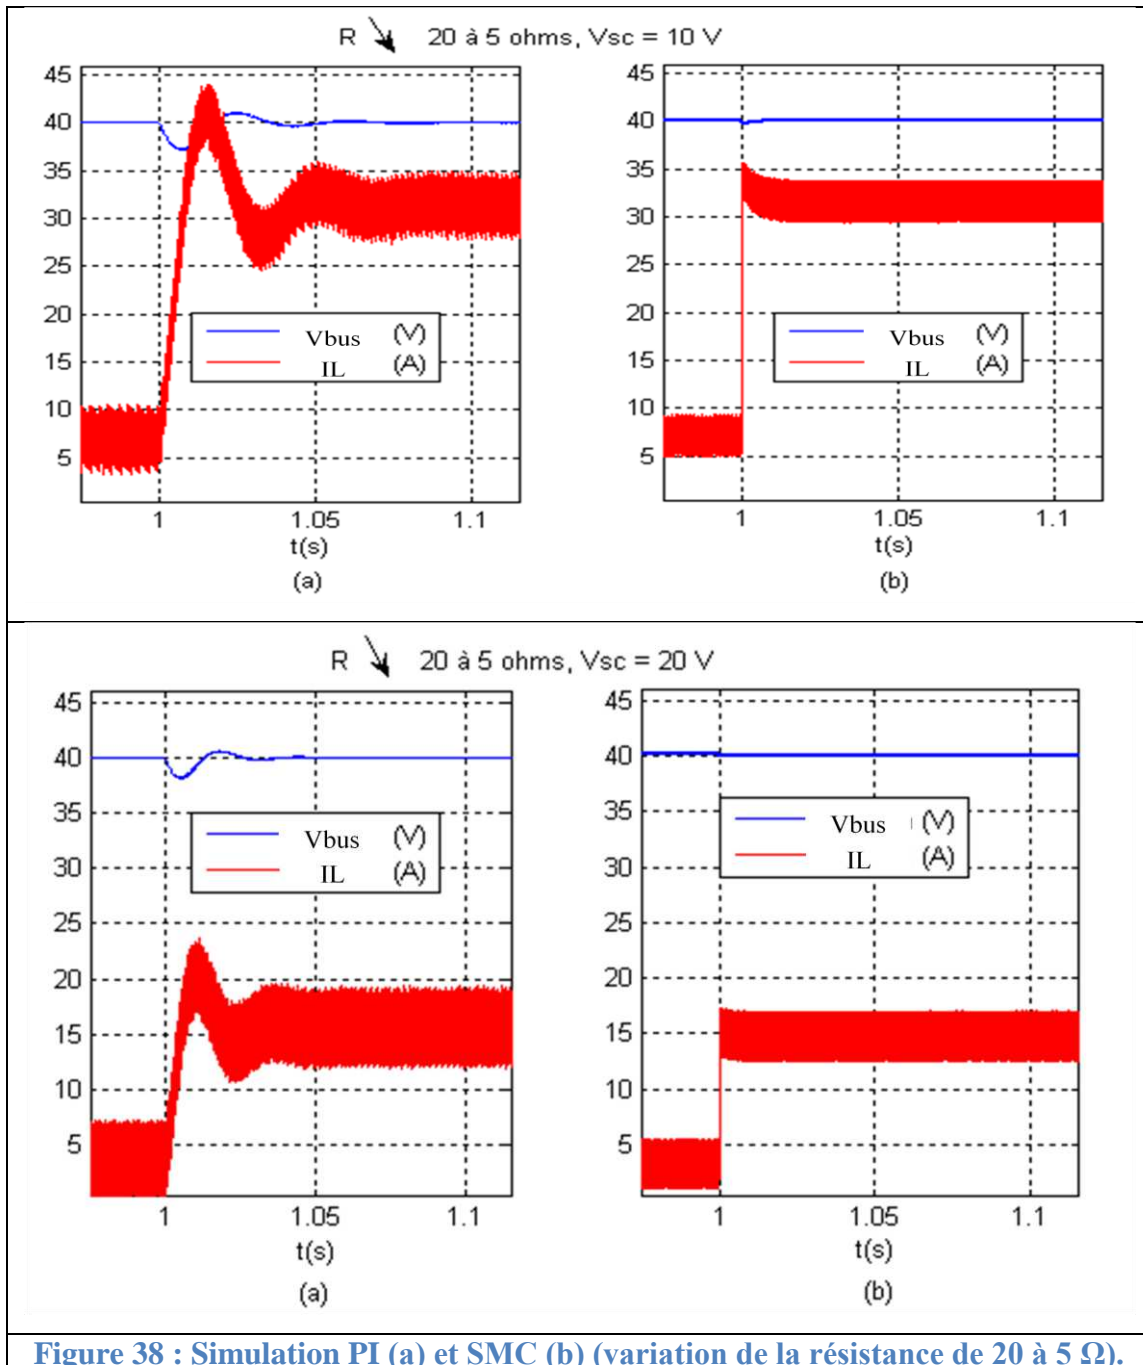 R 20 à 5 ohms, Vsc = 10 V
45
40
35
30
25
20
15
10
5
Vbus (V)
IL (A)
1 1.05 1.1
t(s)
(a)
45
40
35
30
25
20
15
10
5
Vbus (V)
IL (A)
1 1.05 1.1
t(s)
(b)
R 20 à 5 ohms, Vsc = 20 V
45
40
35
30
25
20
15
10
5
Vbus (V)
IL (A)
1 1.05 1.1
t(s)
(a)
45
40
35
30
25
20
15
10
5
Vbus (V)
IL (A)
1 1.05 1.1
t(s)
(b)
Figure 38 : Simulation PI (a) et SMC (b) (variation de la résistance de 20 à 5 Ω).